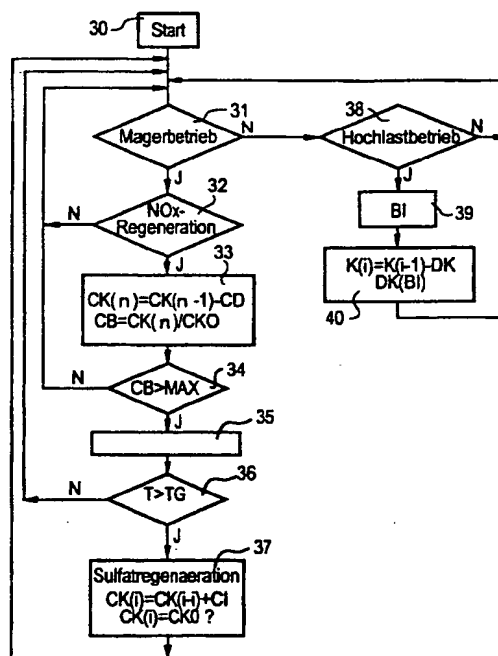 30
Start
31
Magerbetrieb
N
J
38
Hochlastbetrieb
N
J
32
NOx-
Regeneration
N
J
BI
39
33
CK(n)=CK(n-1)-CD
CB=CK(n)/CKO
K(i)=K(i-1)-DK
DK(BI)
40
34
CB>MAX
N
J
35
36
T>TG
N
J
37
Sulfatregenaeration
CK(i)=CK(i-i)+CI
CK(i)=CK0 ?